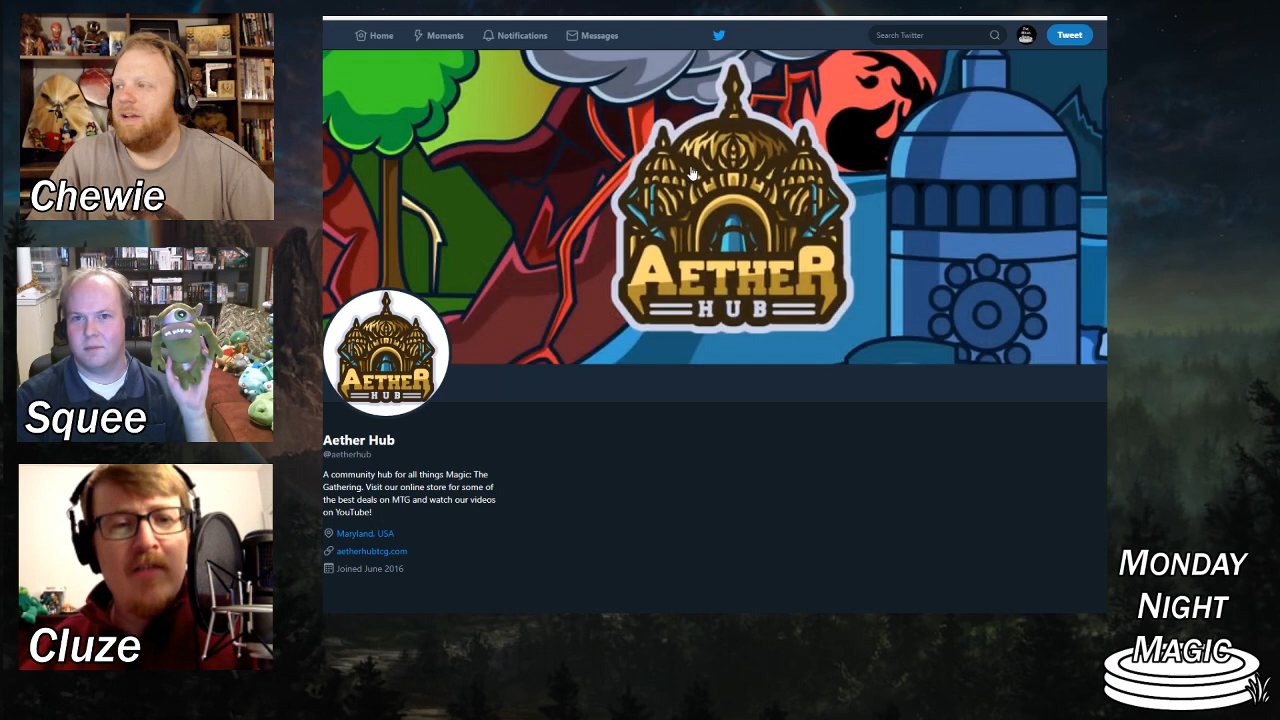 Home
Moments
Notifications
Messages
Search Twitter
Tweet
AETHER
HUB
AETHER
HUB
Aether Hub
@aetherhub
A community hub for all things Magic: The
Gathering. Visit our online store for some of
the best deals on MTG and watch our videos
on YouTube!
Maryland, USA
aetherhubtcg.com
Joined June 2016
Chewie
Squee
Cluze
MONDAY
NIGHT
MAGIC